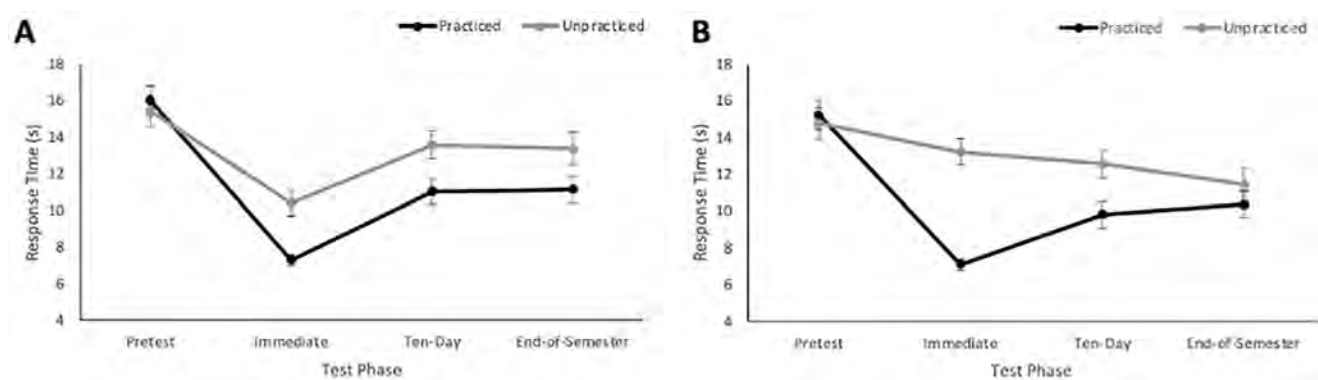 A
Practiced Unpracticed
18
16
14
12
10
8
6
4
Response Time (s)
Pretest Immediate Ten-Day End-of-Semester
Test Phase
B
Practiced Unpracticed
18
16
14
12
10
8
6
4
Response Time (s)
Pretest Immediate Ten-Day End-of-Semester
Test Phase